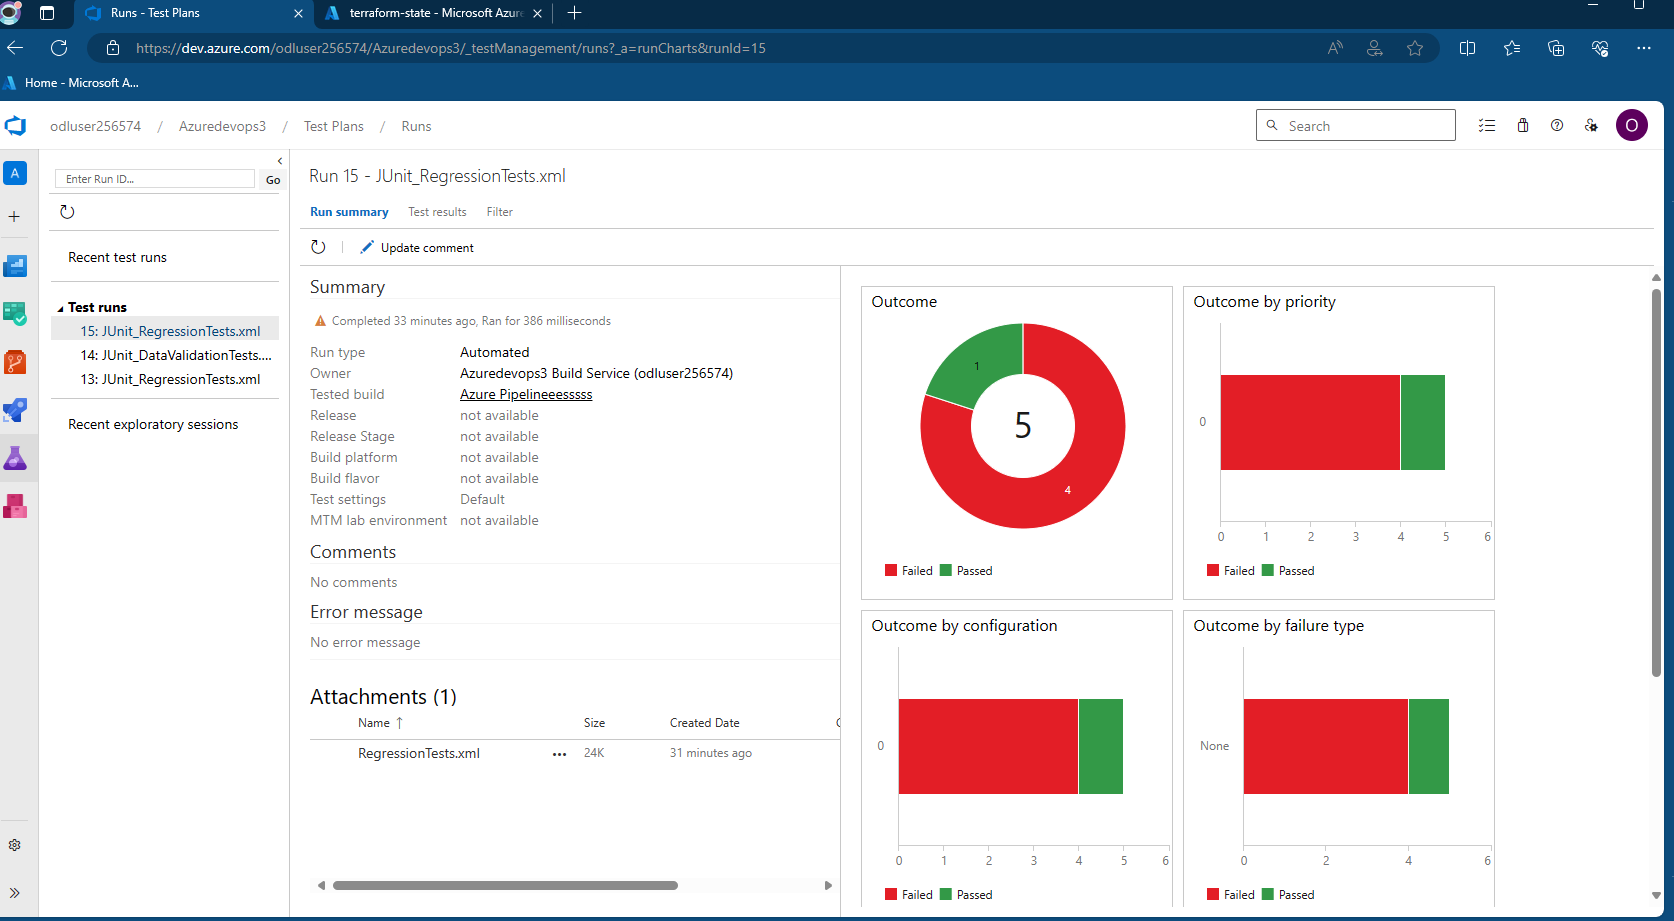 Runs - Test Plans
terraform-state - Microsoft Azure
https://dev.azure.com/odluser256574/Azuredevops3/_testManagement/runs?_a=runCharts&runId=15
Home - Microsoft A...
odluser256574 / Azuredevops3 / Test Plans / Runs
Search
O
A
Enter Run ID...
Go
Recent test runs
Test runs
15: JUnit_RegressionTests.xml
14: JUnit_DataValidationTests....
13: JUnit_RegressionTests.xml
Recent exploratory sessions
Run 15 - JUnit_RegressionTests.xml
Run summary Test results Filter
Update comment
Summary
Completed 33 minutes ago, Ran for 386 milliseconds
Run type Automated
Owner Azuredevops3 Build Service (odluser256574)
Tested build Azure Pipelineeesssss
Release not available
Release Stage not available
Build platform not available
Build flavor not available
Test settings Default
MTM lab environment not available
Comments
No comments
Error message
No error message
Attachments (1)
Name ↑ Size Created Date
RegressionTests.xml ... 24K 31 minutes ago
Outcome
1
5
4
Failed Passed
Outcome by priority
0
0 1 2 3 4 5 6
Failed Passed
Outcome by configuration
0
0 1 2 3 4 5 6
Failed Passed
Outcome by failure type
None
0 2 4 6
Failed Passed